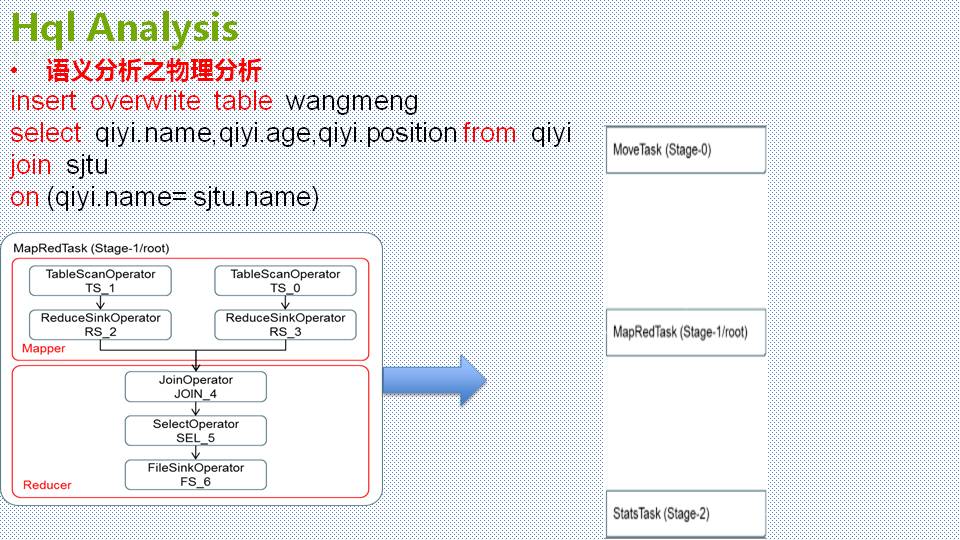 Hql Analysis
• 语义分析之物理分析
insert overwrite table wangmeng
select qiyi.name,qiyi.age,qiyi.position from qiyi
join sjtu
on (qiyi.name= sjtu.name)
MapRedTask (Stage-1/root)
TableScanOperator
TS_1
TableScanOperator
TS_0
ReduceSinkOperator
RS_2
ReduceSinkOperator
RS_3
Mapper
JoinOperator
JOIN_4
SelectOperator
SEL_5
FileSinkOperator
FS_6
Reducer
MoveTask (Stage-0)
MapRedTask (Stage-1/root)
StatsTask (Stage-2)